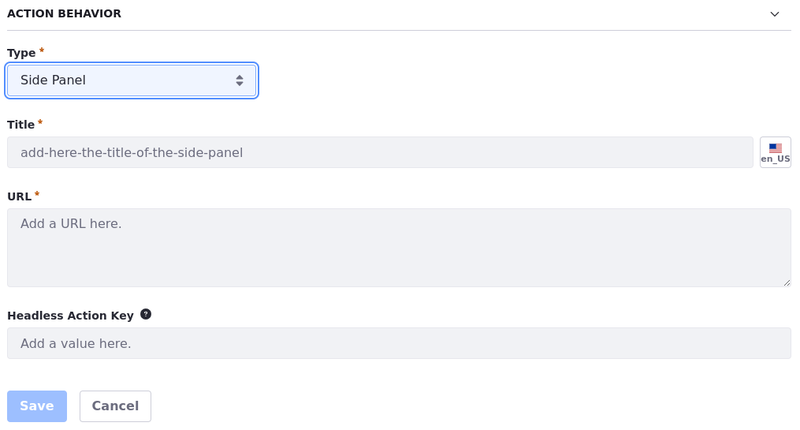 ACTION BEHAVIOR
Type *
Side Panel
Title *
add-here-the-title-of-the-side-panel
en_US
URL *
Add a URL here.
Headless Action Key ?
Add a value here.
Save Cancel